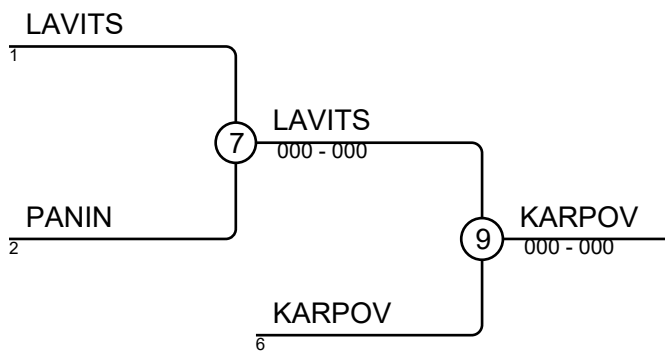 LAVITS
1
7
LAVITS
000 - 000
PANIN
2
9
KARPOV
000 - 000
KARPOV
6